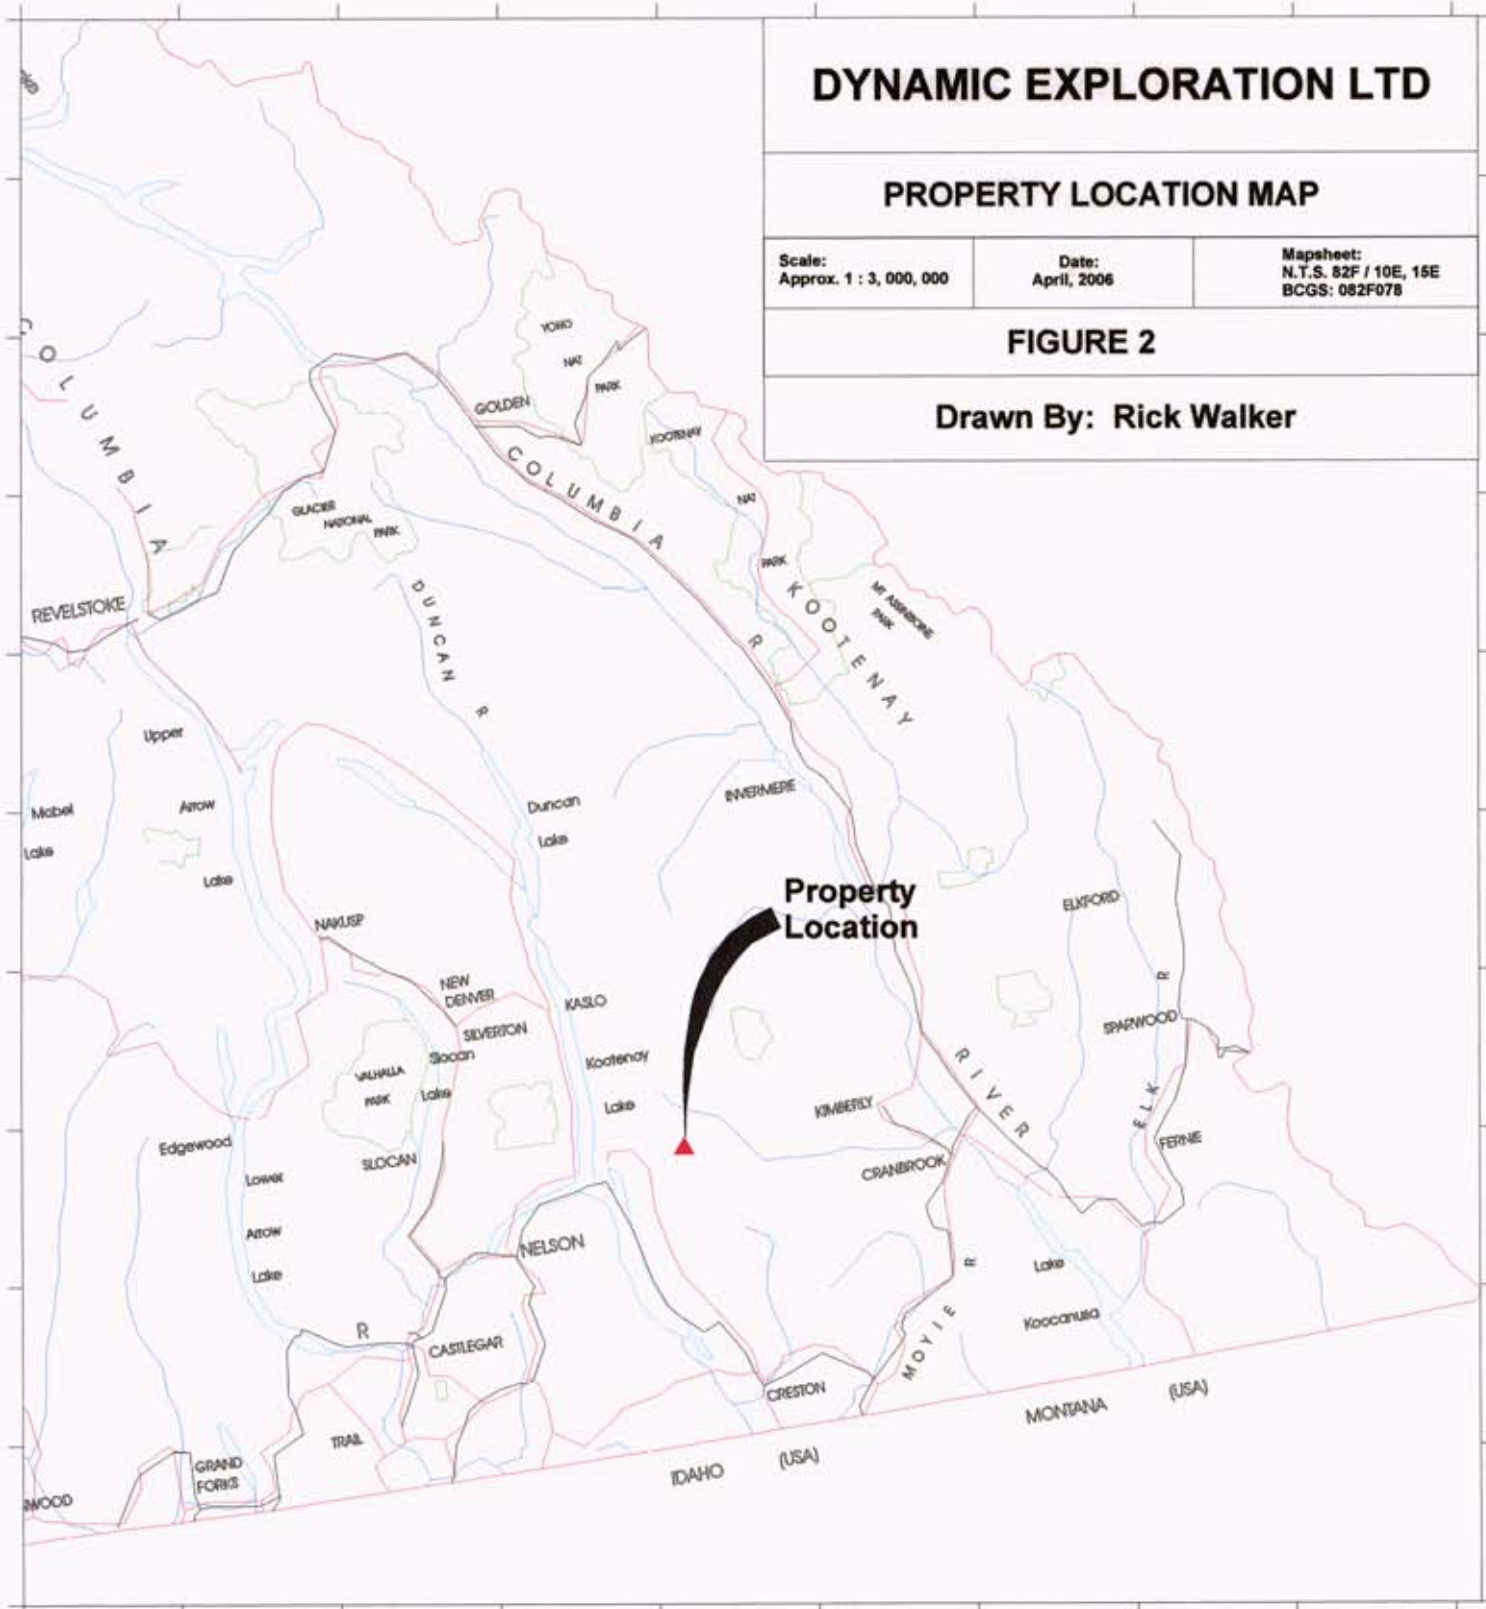 DYNAMIC EXPLORATION LTD
PROPERTY LOCATION MAP
Scale:
Approx. 1 : 3, 000, 000
Date:
April, 2006
Mapsheet:
N.T.S. 82F / 10E, 15E
BCGS: 082F078
FIGURE 2
Drawn By: Rick Walker
COLUMBIA
YOHO
NAT
PARK
GOLDEN
KOOTENAY
NAT
PARK
COLUMBIA
R
GLACIER
NATIONAL
PARK
KOOTENAY
MT ASSINIBOINE
PARK
REVELSTOKE
DUNCAN R
Upper
Arrow
Lake
Mabel
Lake
Duncan
Lake
INVERMERE
Property
Location
ELKFORD
NAKUSP
NEW
DENVER
SILVERTON
KASLO
Slocan
Lake
Kootenay
Lake
VALHALLA
PARK
SPARWOOD
ELK R
RIVER
KIMBERLY
CRANBROOK
FERNIE
Edgewood
SLOCAN
Lower
Arrow
Lake
NELSON
Lake
Koocanusa
R
CASTLEGAR
MOYIE R
CRESTON
TRAIL
GRAND
FORKS
WOOD
IDAHO (USA)
MONTANA (USA)